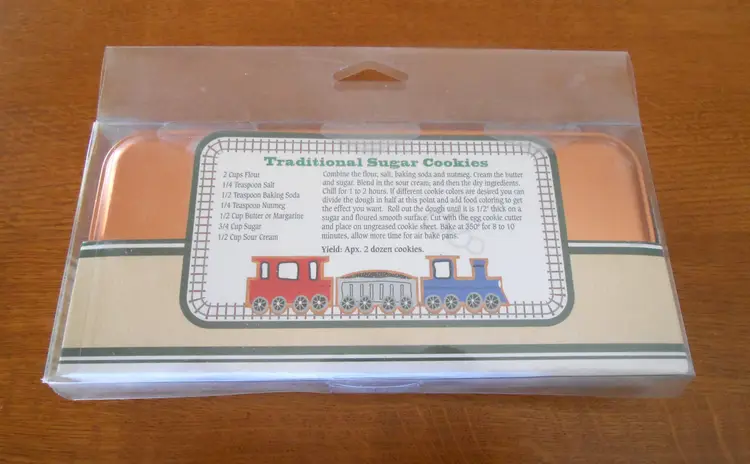 Traditional Sugar Cookies
2 Cups Flour
1/4 Teaspoon Salt
1/2 Teaspoon Baking Soda
1/4 Teaspoon Nutmeg
1/2 Cup Butter or Margarine
3/4 Cup Sugar
1/2 Cup Sour Cream
Combine the flour, salt, baking soda and nutmeg. Cream the butter
and sugar. Blend in the sour cream, and then the dry ingredients.
Chill for 1 to 2 hours. If different cookie colors are desired you can
divide the dough in half at this point and add food coloring to get
the effect you want. Roll out the dough until it is 1/2" thick on a
sugar and floured smooth surface. Cut with the egg cookie cutter
and place on ungreased cookie sheet. Bake at 350º for 8 to 10
minutes, allow more time for air bake pans.
Yield: Apx. 2 dozen cookies.